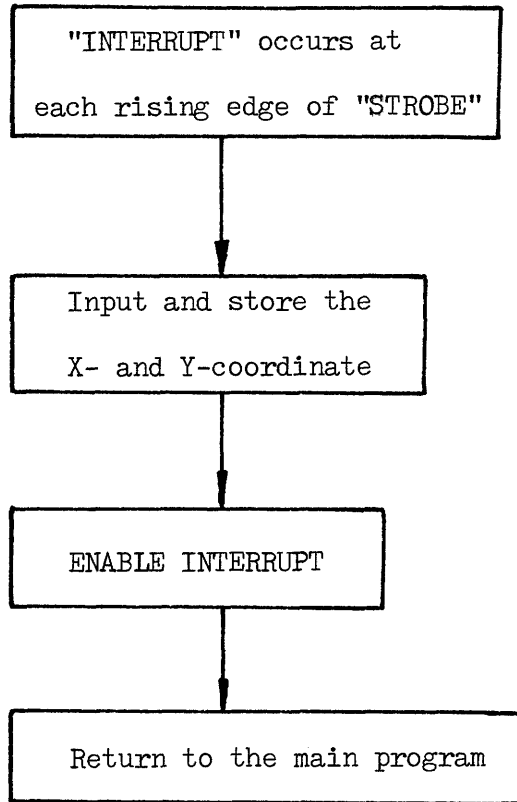 "INTERRUPT" occurs at
each rising edge of "STROBE"
Input and store the
X- and Y-coordinate
ENABLE INTERRUPT
Return to the main program